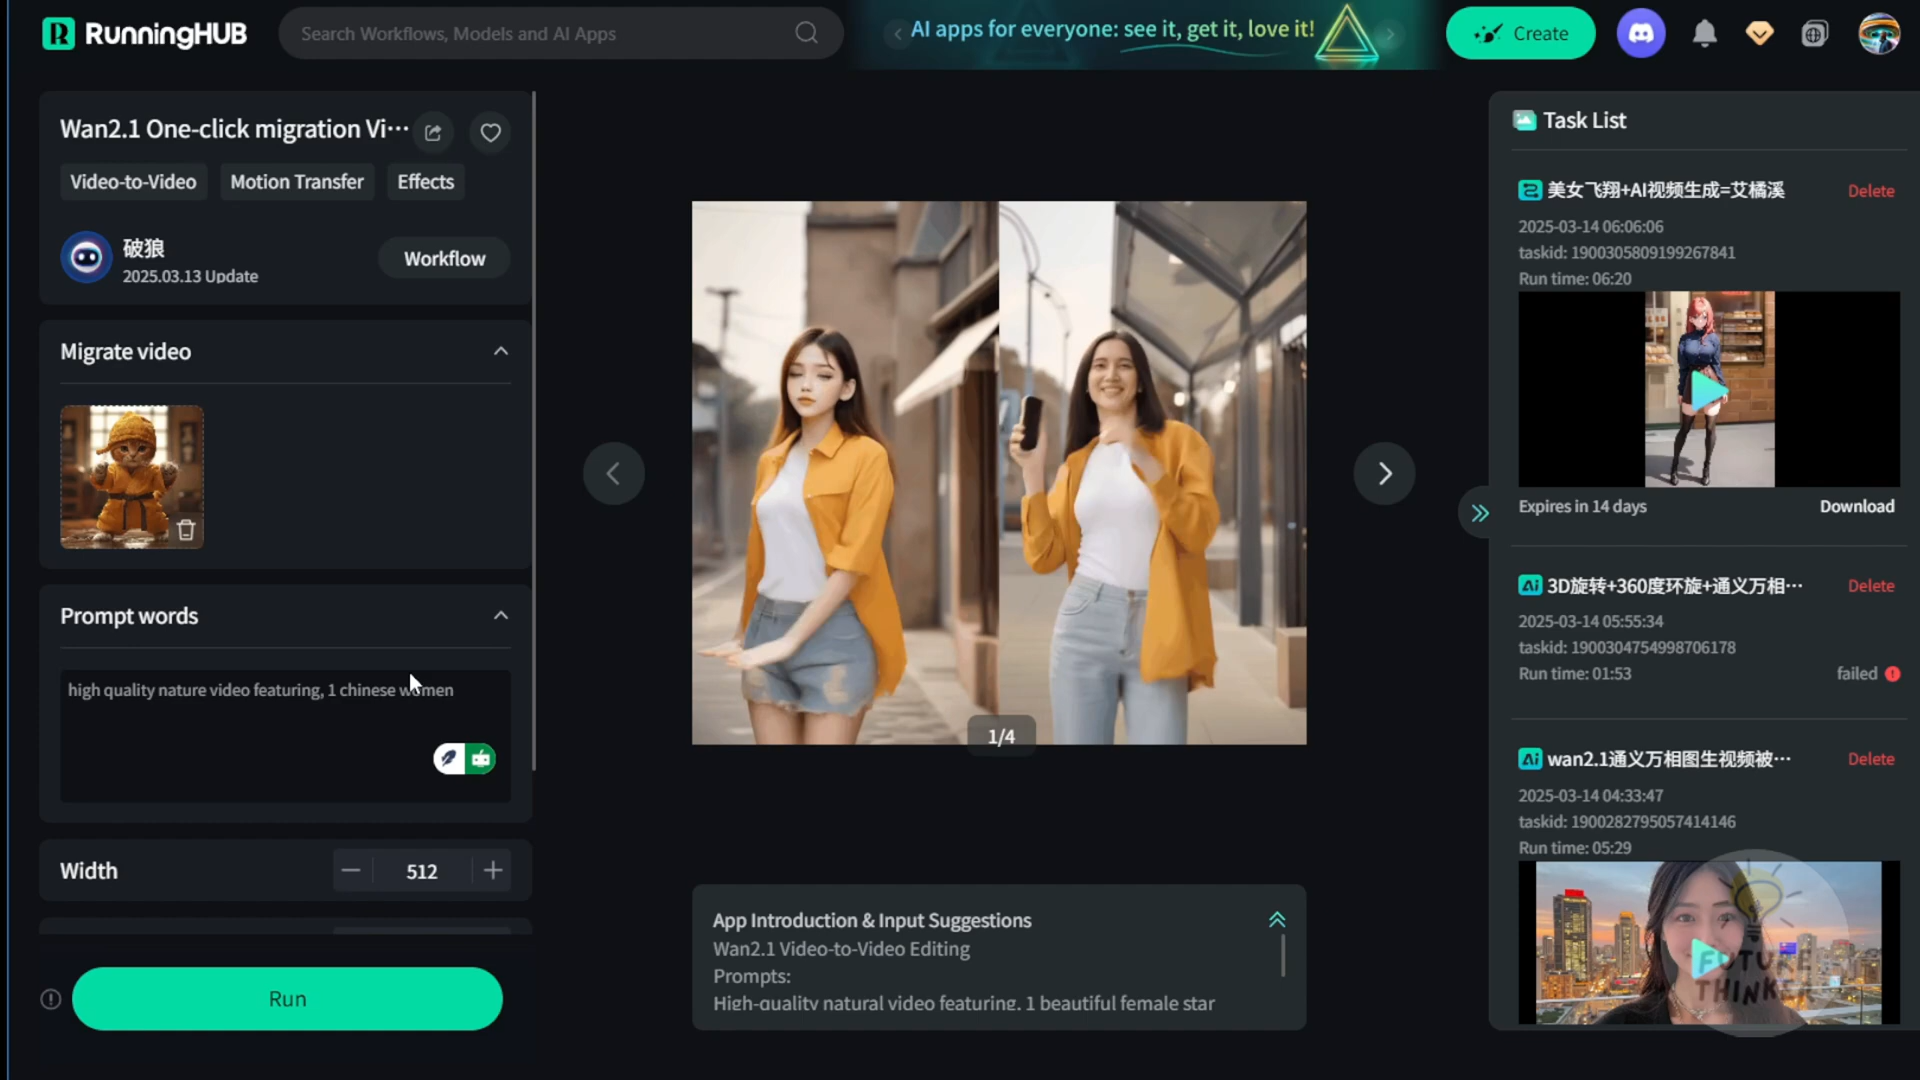 RunningHUB
Search Workflows, Models and AI Apps
AI apps for everyone: see it, get it, love it!
Create
Wan2.1 One-click migration Vi···
Video-to-Video
Motion Transfer
Effects
破狼
2025.03.13 Update
Workflow
Migrate video
Prompt words
high quality nature video featuring, 1 chinese women
Width
512
Run
1/4
App Introduction & Input Suggestions
Wan2.1 Video-to-Video Editing
Prompts:
High-quality natural video featuring, 1 beautiful female star
Task List
美女飞翔+AI视频生成=艾橘溪
Delete
2025-03-14 06:06:06
taskid: 1900305809199267841
Run time: 06:20
Expires in 14 days
Download
3D旋转+360度环旋+通义万相···
Delete
2025-03-14 05:55:34
taskid: 1900304754998706178
Run time: 01:53
failed
wan2.1通义万相图生视频被···
Delete
2025-03-14 04:33:47
taskid: 1900282795057414146
Run time: 05:29
FUTURE
THINKER